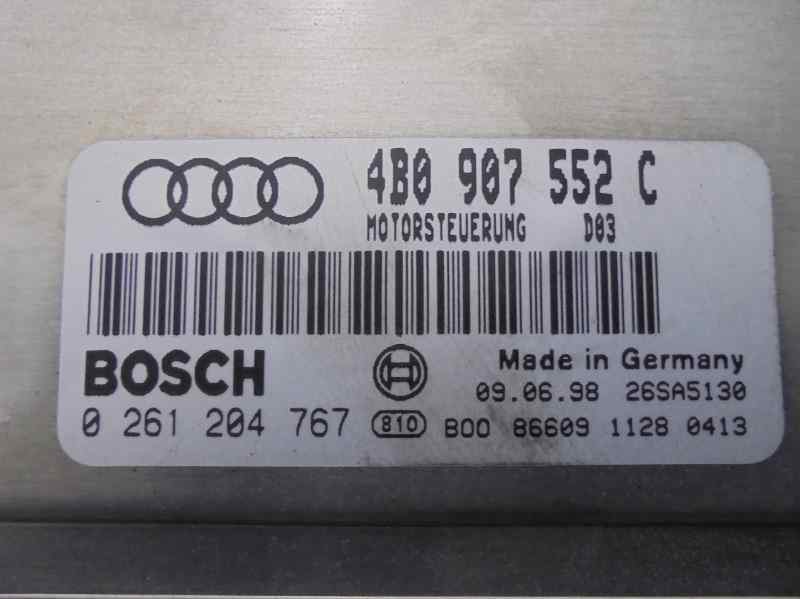 4B0 907 552 C
MOTORSTEUERUNG D03
BOSCH
Made in Germany
09.06.98 26SA5130
0 261 204 767 810 B00 86609 1128 0413